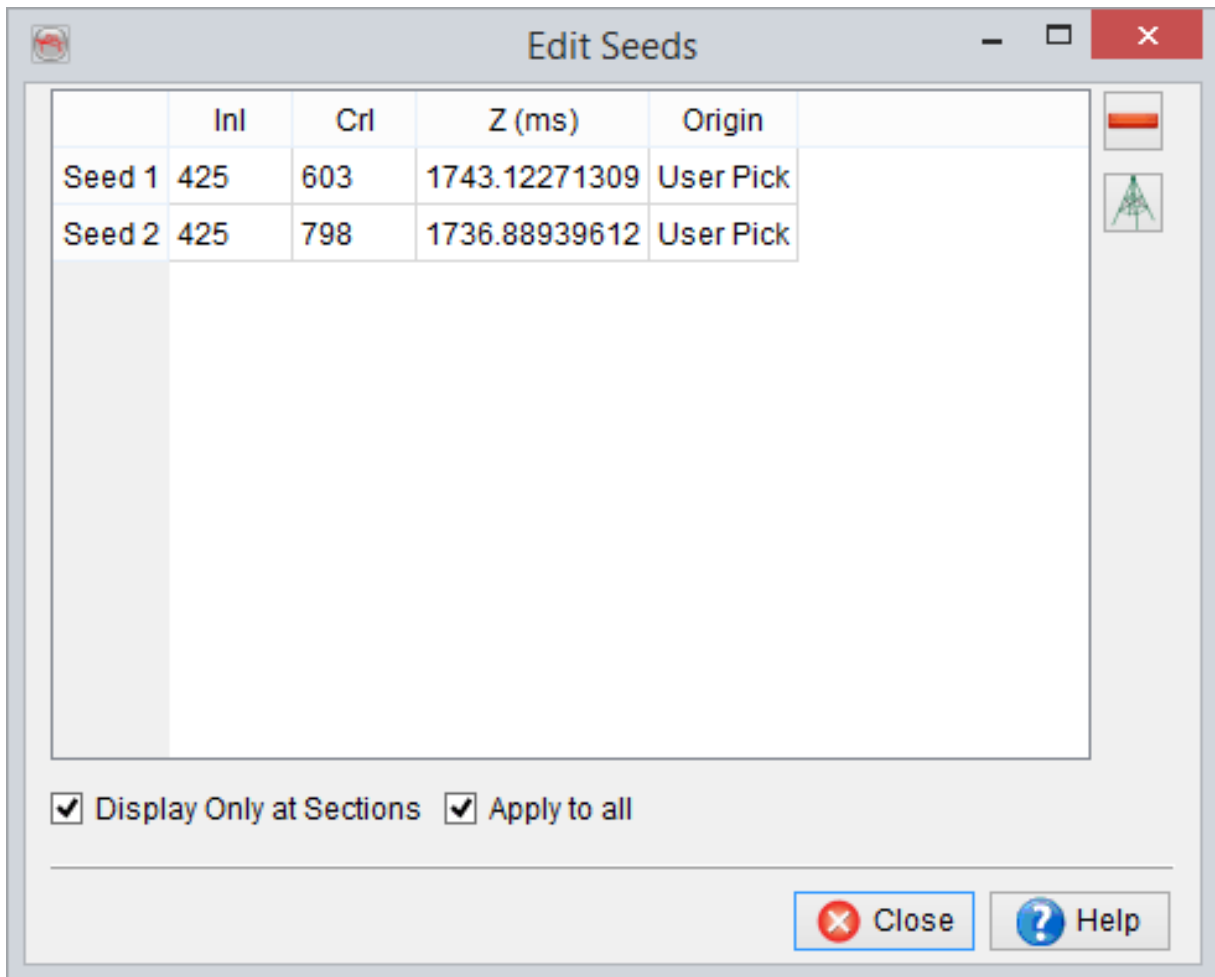 Edit Seeds
Inl Crl Z (ms) Origin
Seed 1 425 603 1743.12271309 User Pick
Seed 2 425 798 1736.88939612 User Pick
Display Only at Sections Apply to all
Close Help